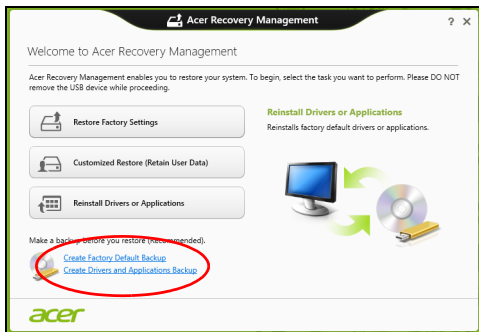 Acer Recovery Management
? X
Welcome to Acer Recovery Management
Acer Recovery Management enables you to restore your system. To begin, select the task you want to perform. Please DO NOT
remove the USB device while proceeding.
Restore Factory Settings
Reinstall Drivers or Applications
Reinstalls factory default drivers or applications.
Customized Restore (Retain User Data)
Reinstall Drivers or Applications
Make a backup before you restore (Recommended).
Create Factory Default Backup
Create Drivers and Applications Backup
acer